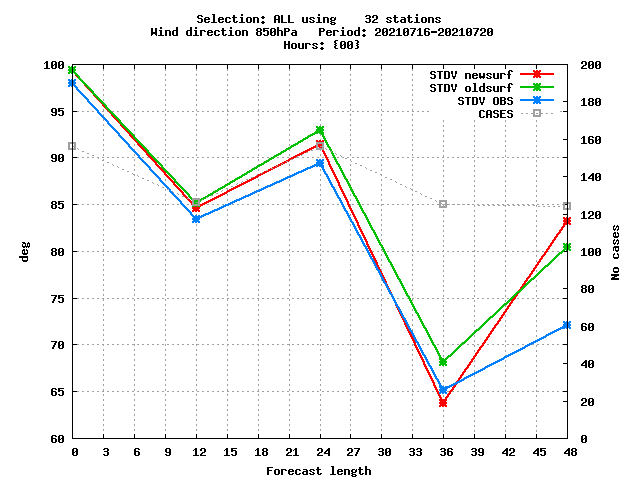 Selection: ALL using    32 stations
Wind direction 850hPa   Period: 20210716-20210720
Hours: {00}
100 200
95 180
90 160
85 140
80 120
75 100
70 80
65 60
60 40
20
0
deg
No cases
STDV newsurf
STDV oldsurf
STDV OBS
CASES
0 3 6 9 12 15 18 21 24 27 30 33 36 39 42 45 48
Forecast length